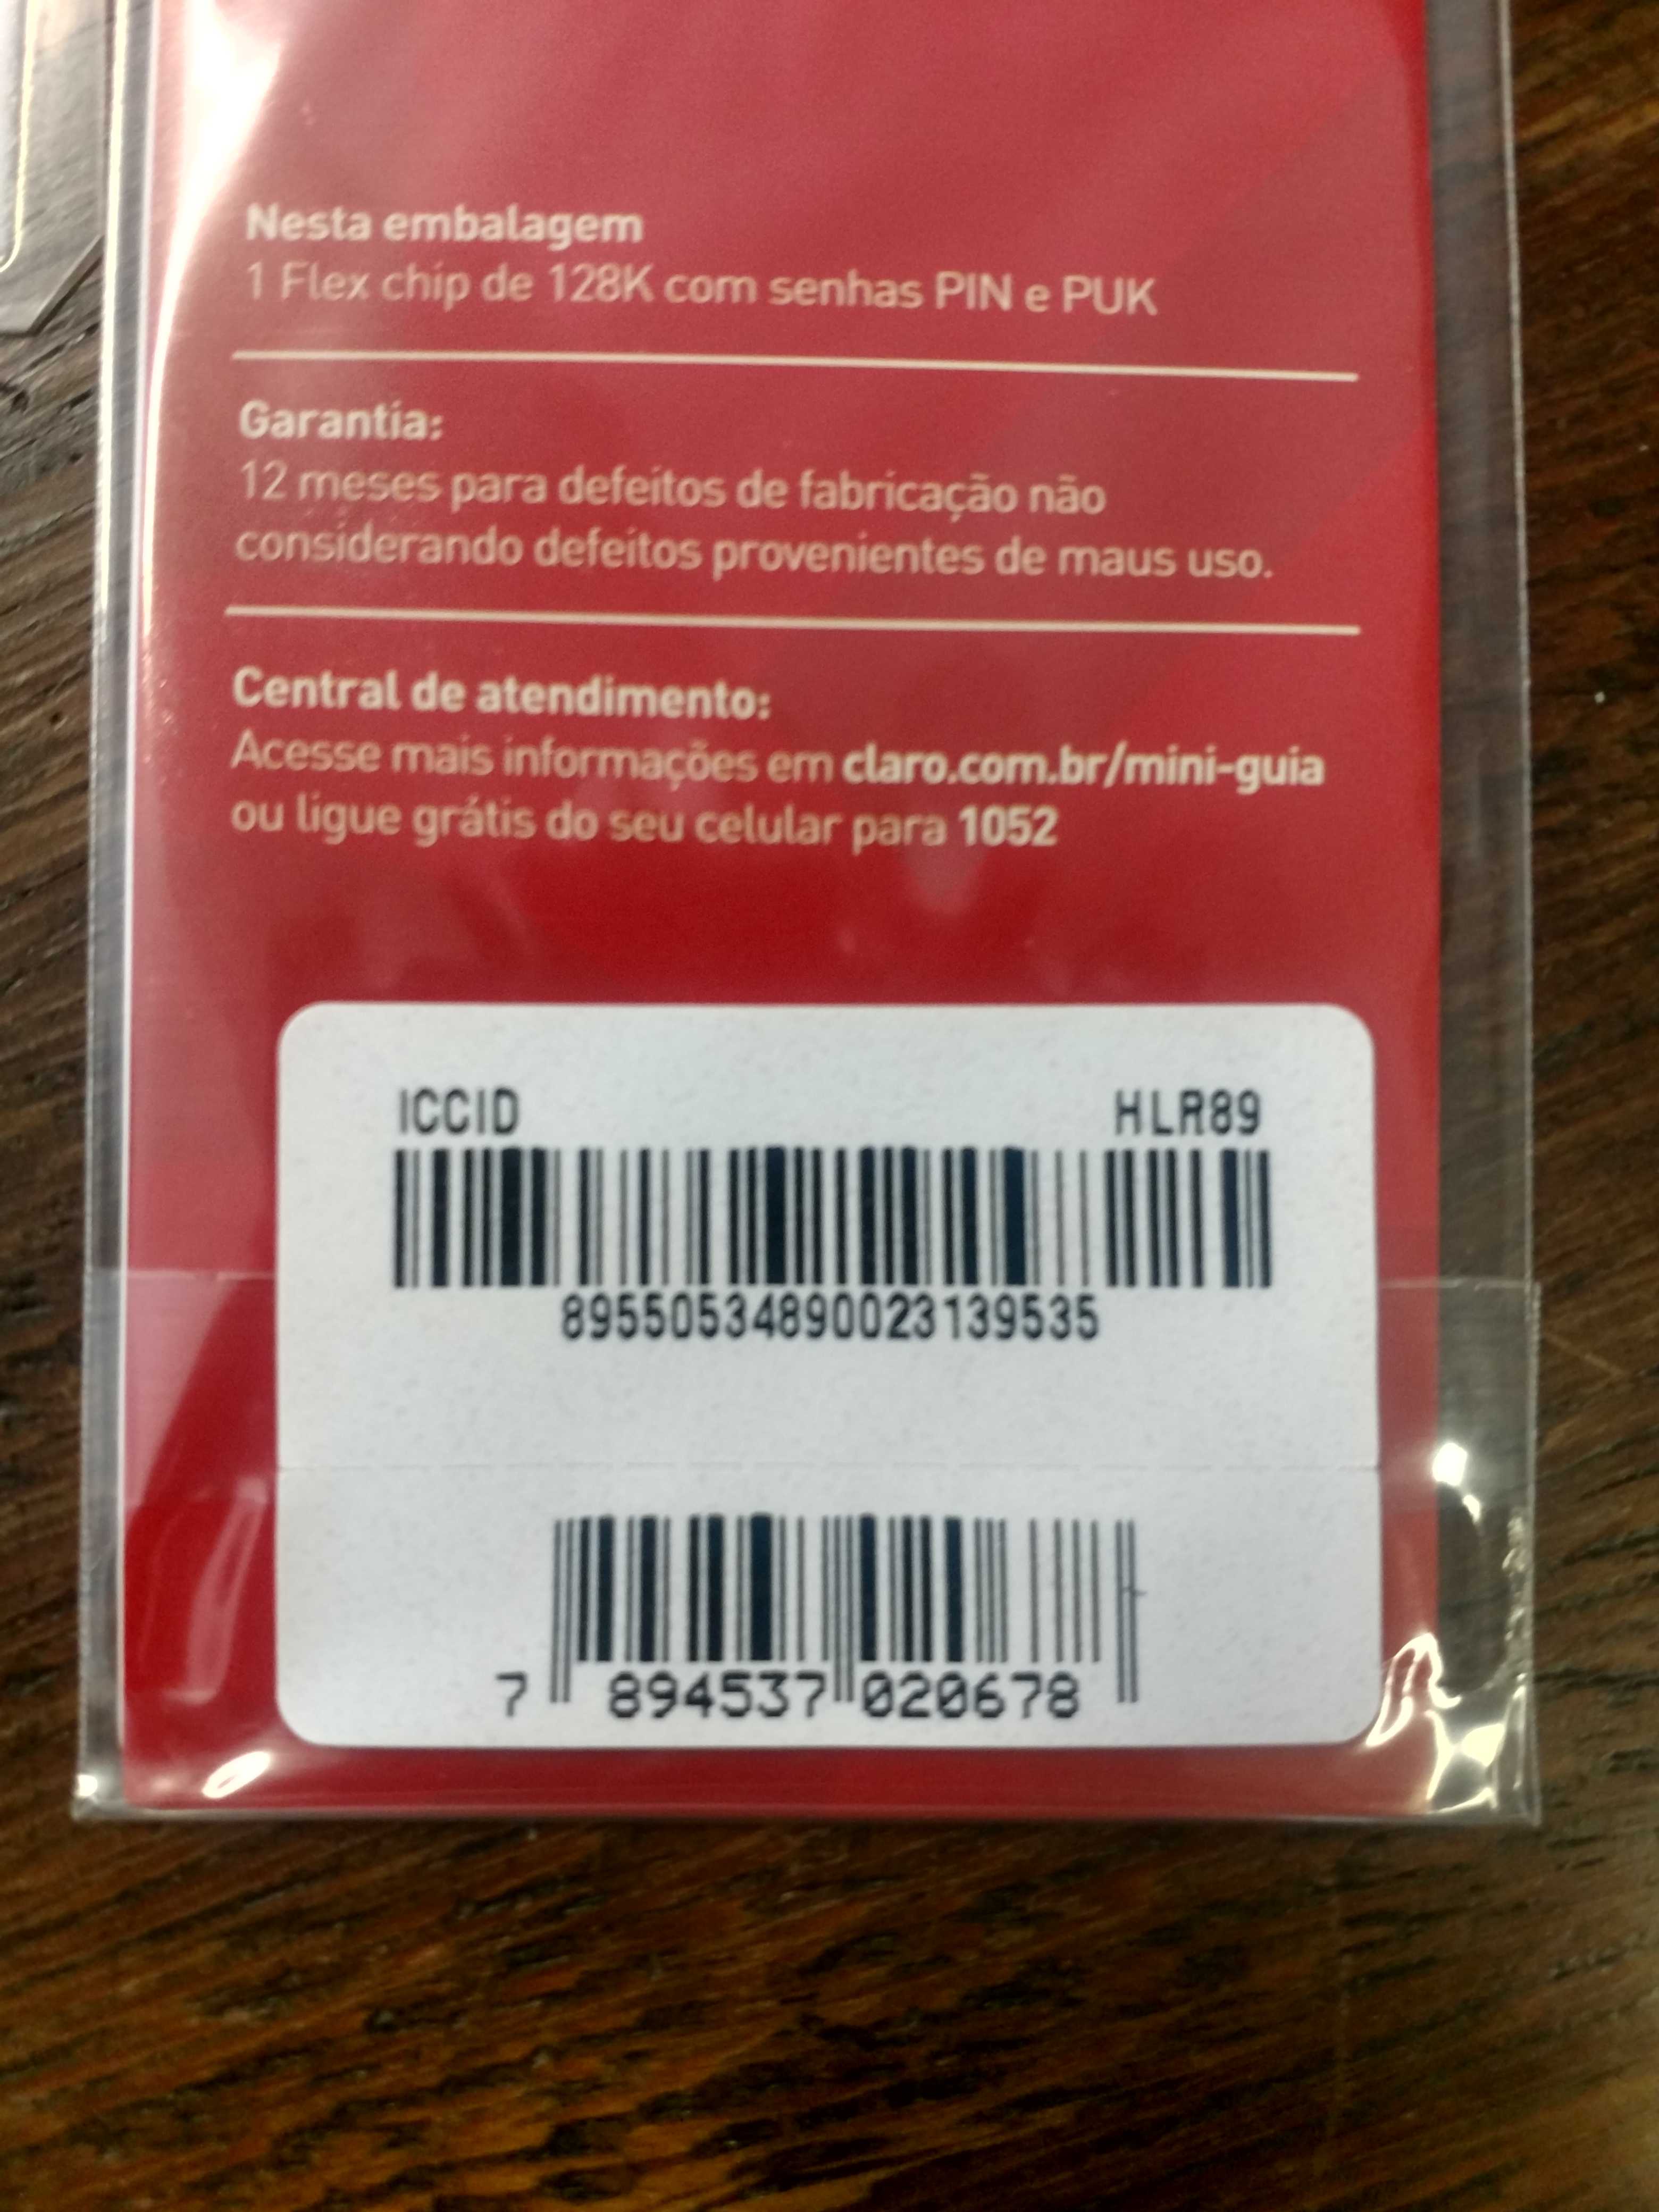 Nesta embalagem
1 Flex chip de 128K com senhas PIN e PUK
Garantia:
12 meses para defeitos de fabricação não
considerando defeitos provenientes de maus uso.
Central de atendimento:
Acesse mais informações em claro.com.br/mini-guia
ou ligue grátis do seu celular para 1052
ICCID HLR89
89550534890023139535
7 894537 020678